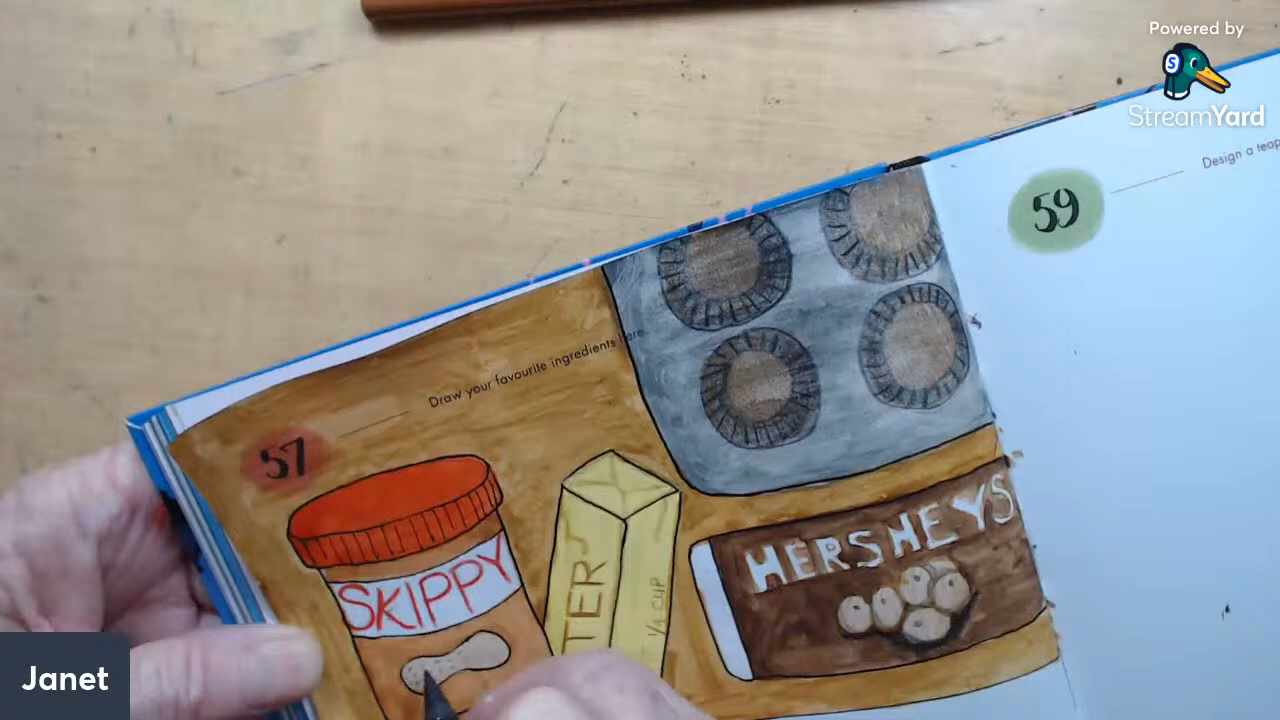 Powered by
StreamYard
59
Design a teap
Draw your favourite ingredients here.
57
HERSHEYS
SKIPPY
TER
1/4 CUP
Janet